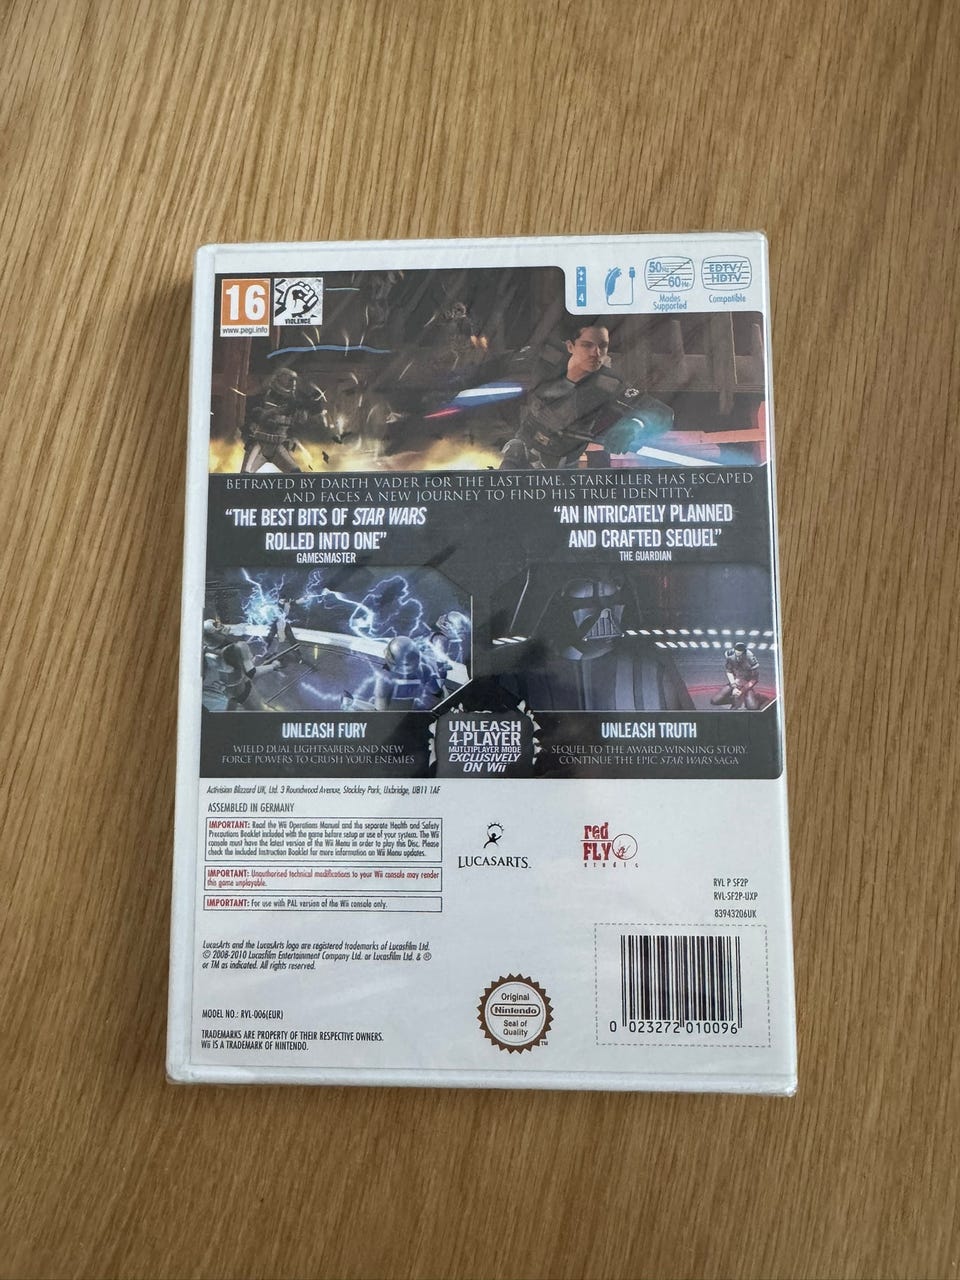 16
www.pegi.info
VIOLENCE
4
50Hz
60Hz
Modes
Supported
EDTV/
HDTV
Compatible
BETRAYED BY DARTH VADER FOR THE LAST TIME, STARKILLER HAS ESCAPED
AND FACES A NEW JOURNEY TO FIND HIS TRUE IDENTITY.
“THE BEST BITS OF STAR WARS
ROLLED INTO ONE”
GAMESMASTER
“AN INTRICATELY PLANNED
AND CRAFTED SEQUEL”
THE GUARDIAN
UNLEASH FURY
WIELD DUAL LIGHTSABERS AND NEW
FORCE POWERS TO CRUSH YOUR ENEMIES
UNLEASH
4-PLAYER
MUTLTIPLAYER MODE
EXCLUSIVELY
ON Wii
UNLEASH TRUTH
SEQUEL TO THE AWARD-WINNING STORY.
CONTINUE THE EPIC STAR WARS SAGA
Activision Blizzard UK, Ltd. 3 Roundwood Avenue, Stockley Park, Uxbridge, UB11 1AF
ASSEMBLED IN GERMANY
IMPORTANT: Read the Wii Operations Manual and the separate Health and Safety
Precautions Booklet included with the game before setup or use of your system. The Wii
console must have the latest version of the Wii Menu in order to play this Disc. Please
check the included Instruction Booklet for more information on Wii Menu updates.
IMPORTANT: Unauthorised technical modifications to your Wii console may render
this game unplayable.
IMPORTANT: For use with PAL version of the Wii console only.
LUCASARTS.
red
FLY
studio
RVL P SF2P
RVL-SF2P-UXP
83943206UK
LucasArts and the LucasArts logo are registered trademarks of Lucasfilm Ltd.
© 2008-2010 Lucasfilm Entertainment Company Ltd. or Lucasfilm Ltd. & ®
or TM as indicated. All rights reserved.
MODEL NO.: RVL-006(EUR)
TRADEMARKS ARE PROPERTY OF THEIR RESPECTIVE OWNERS.
Wii IS A TRADEMARK OF NINTENDO.
Original
Nintendo
Seal of
Quality
TM
0 023272 010096